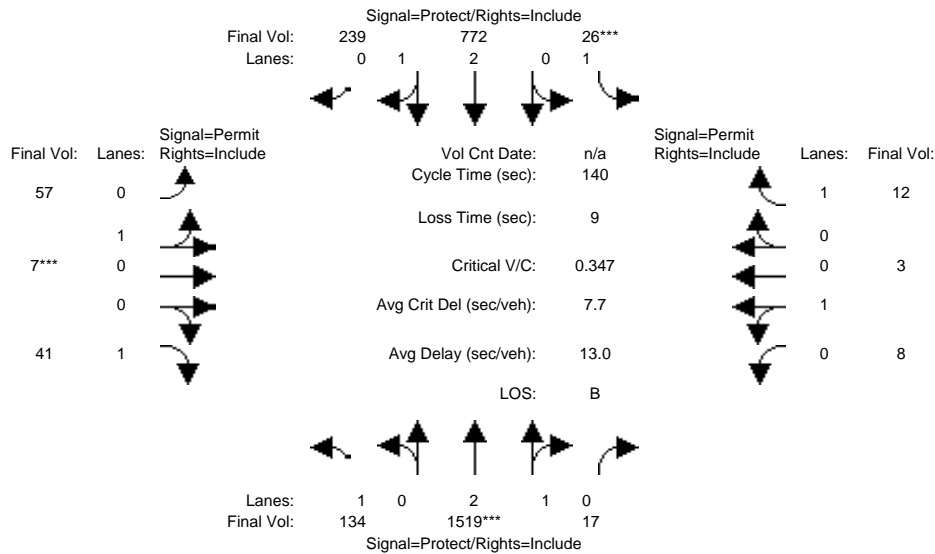 Signal=Protect/Rights=Include
Final Vol: 239 772 26***
Lanes: 0 1 2 0 1
Signal=Permit Signal=Permit
Final Vol: Lanes: Rights=Include Vol Cnt Date: n/a Rights=Include Lanes: Final Vol:
Cycle Time (sec): 140
57 0 1 12
Loss Time (sec): 9
1 0
7*** 0 Critical V/C: 0.347 0 3
0 Avg Crit Del (sec/veh): 7.7 1
41 1 Avg Delay (sec/veh): 13.0 0 8
LOS: B
Lanes: 1 0 2 1 0
Final Vol: 134 1519*** 17
Signal=Protect/Rights=Include